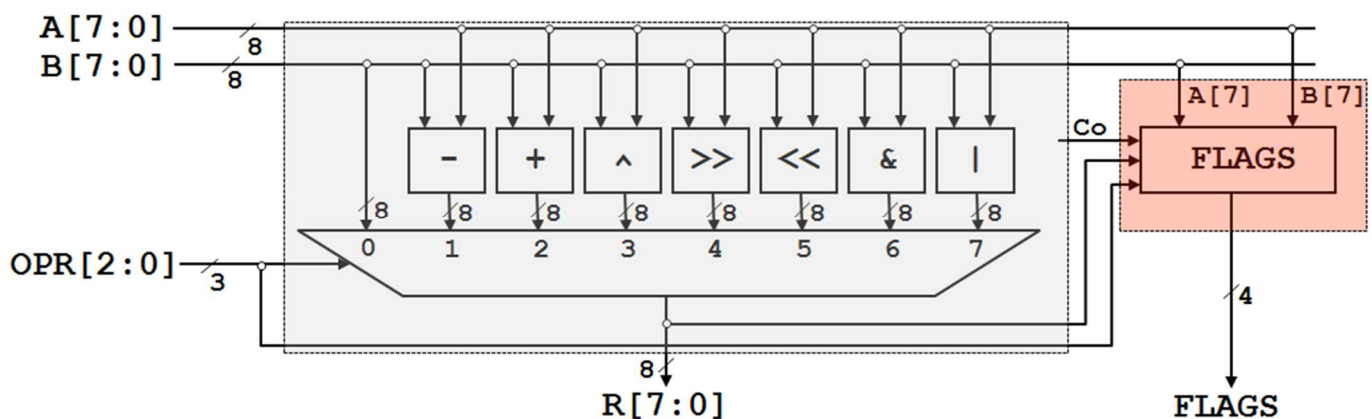 A[7:0] 8
B[7:0] 8
A[7] B[7]
Co
- + ^ >> << & | FLAGS
8 8 8 8 8 8 8 8
0 1 2 3 4 5 6 7
OPR[2:0] 3
4
8
R[7:0] FLAGS